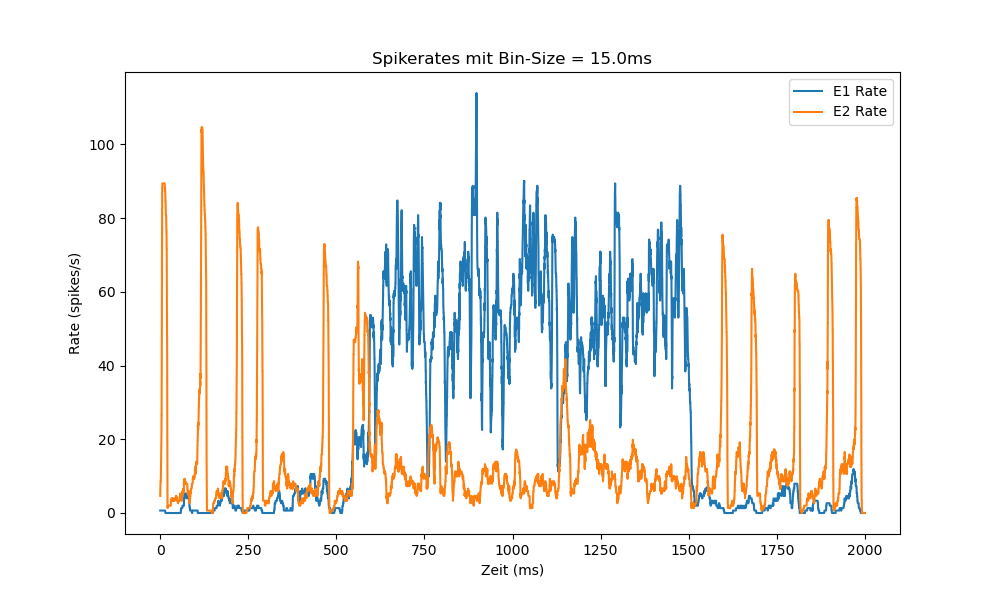 Spikerates mit Bin-Size = 15.0ms
E1 Rate
E2 Rate
Rate (spikes/s)
100
80
60
40
20
0
0 250 500 750 1000 1250 1500 1750 2000
Zeit (ms)